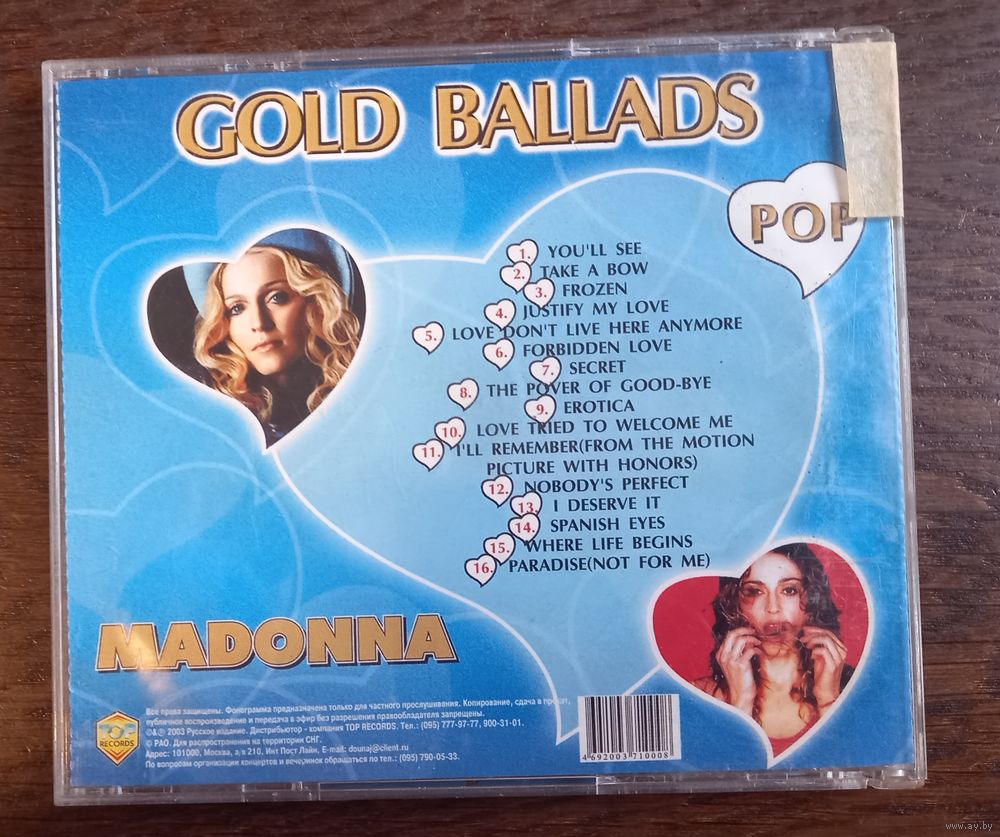 GOLD BALLADS
POP
1. YOU'LL SEE
2. TAKE A BOW
3. FROZEN
4. JUSTIFY MY LOVE
5. LOVE DON'T LIVE HERE ANYMORE
6. FORBIDDEN LOVE
7. SECRET
8. THE POVER OF GOOD-BYE
9. EROTICA
10. LOVE TRIED TO WELCOME ME
11. I'LL REMEMBER(FROM THE MOTION
PICTURE WITH HONORS)
12. NOBODY'S PERFECT
13. I DESERVE IT
14. SPANISH EYES
15. WHERE LIFE BEGINS
16. PARADISE(NOT FOR ME)
MADONNA
TOP
RECORDS
Все права защищены. Фонограмма предназначена только для частного прослушивания. Копирование, сдача в прокат,
публичное воспроизведение и передача в эфир без разрешения правообладателя запрещены.
©&℗ 2003 Русское издание. Дистрибьютор - компания TOP RECORDS. Тел.: (095) 777-97-77, 900-31-01.
© РАО. Для распространения на территории СНГ.
Адрес: 101000, Москва, а/я 210, Инт Пост Лайн, E-mail: dounaj@client.ru
По вопросам организации концертов и вечеринок обращаться по тел.: (095) 790-05-33.
4 692003 710008
www.ay.by